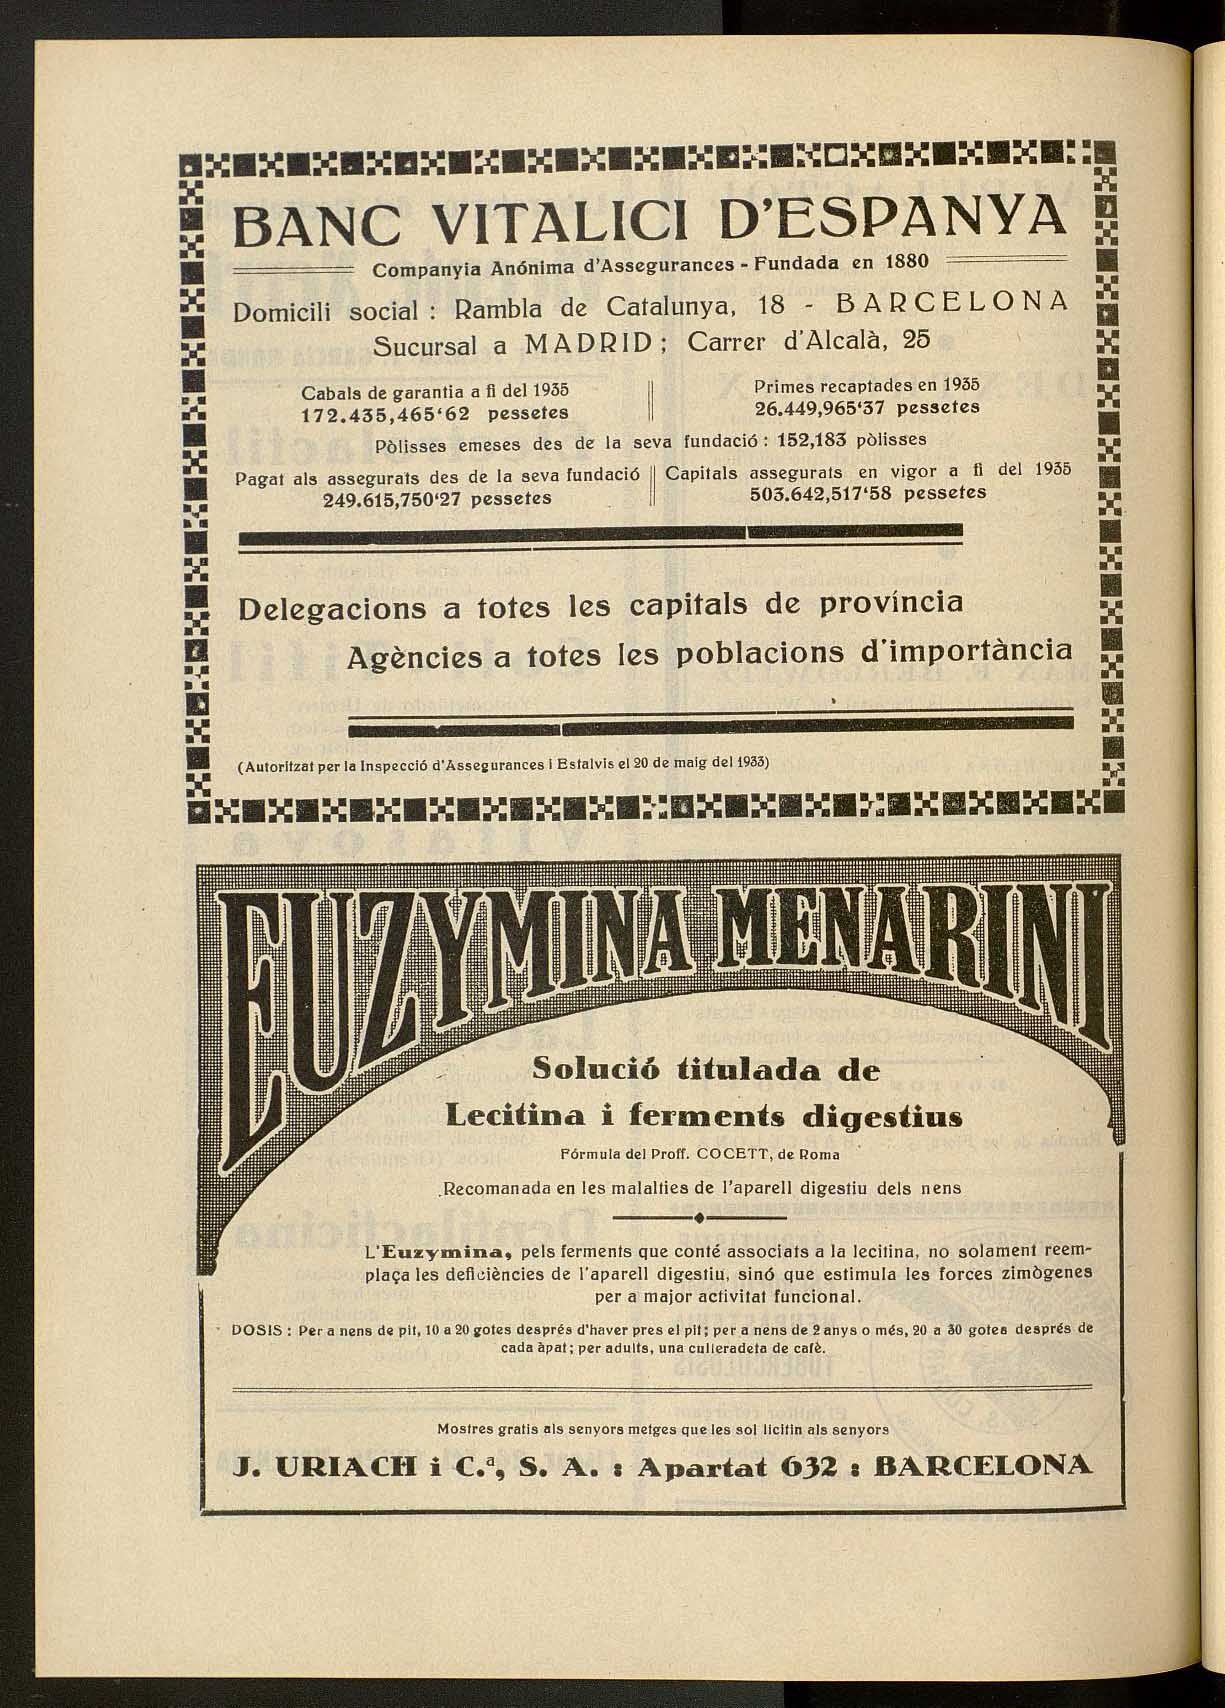 BANC VITALICI D'ESPANYA
Companyia Anónima d'Assegurances - Fundada en 1880
Domicili social : Rambla de Catalunya, 18 - BARCELONA
Sucursal a MADRID ; Carrer d'Alcalà, 25
Cabals de garantia a fi del 1935
172.435,465'62 pessetes
Primes recaptades en 1935
26.449,965'37 pessetes
Pòlisses emeses des de la seva fundació : 152,183 pòlisses
Pagat als assegurats des de la seva fundació
249.615,750'27 pessetes
Capitals assegurats en vigor a fi del 1935
503.642,517'58 pessetes
Delegacions a totes les capitals de província
Agències a totes les poblacions d'importància
(Autoritzat per la Inspecció d'Assegurances i Estalvis el 20 de maig del 1933)
EUZYMINA MENARINI
Solució titulada de
Lecitina i ferments digestius
Fórmula del Proff. COCETT, de Roma
Recomanada en les malalties de l'aparell digestiu dels nens
L'Euzymina, pels ferments que conté associats a la lecitina, no solament reem-
plaça les deficiències de l'aparell digestiu, sinó que estimula les forces zimògenes
per a major activitat funcional.
DOSIS : Per a nens de pit, 10 a 20 gotes després d'haver pres el pit; per a nens de 2 anys o més, 20 a 30 gotes després de
cada àpat; per adults, una culleradeta de cafè.
Mostres gratis als senyors metges que les sol licitin als senyors
J. URIACH i C.ª, S. A. : Apartat 632 : BARCELONA